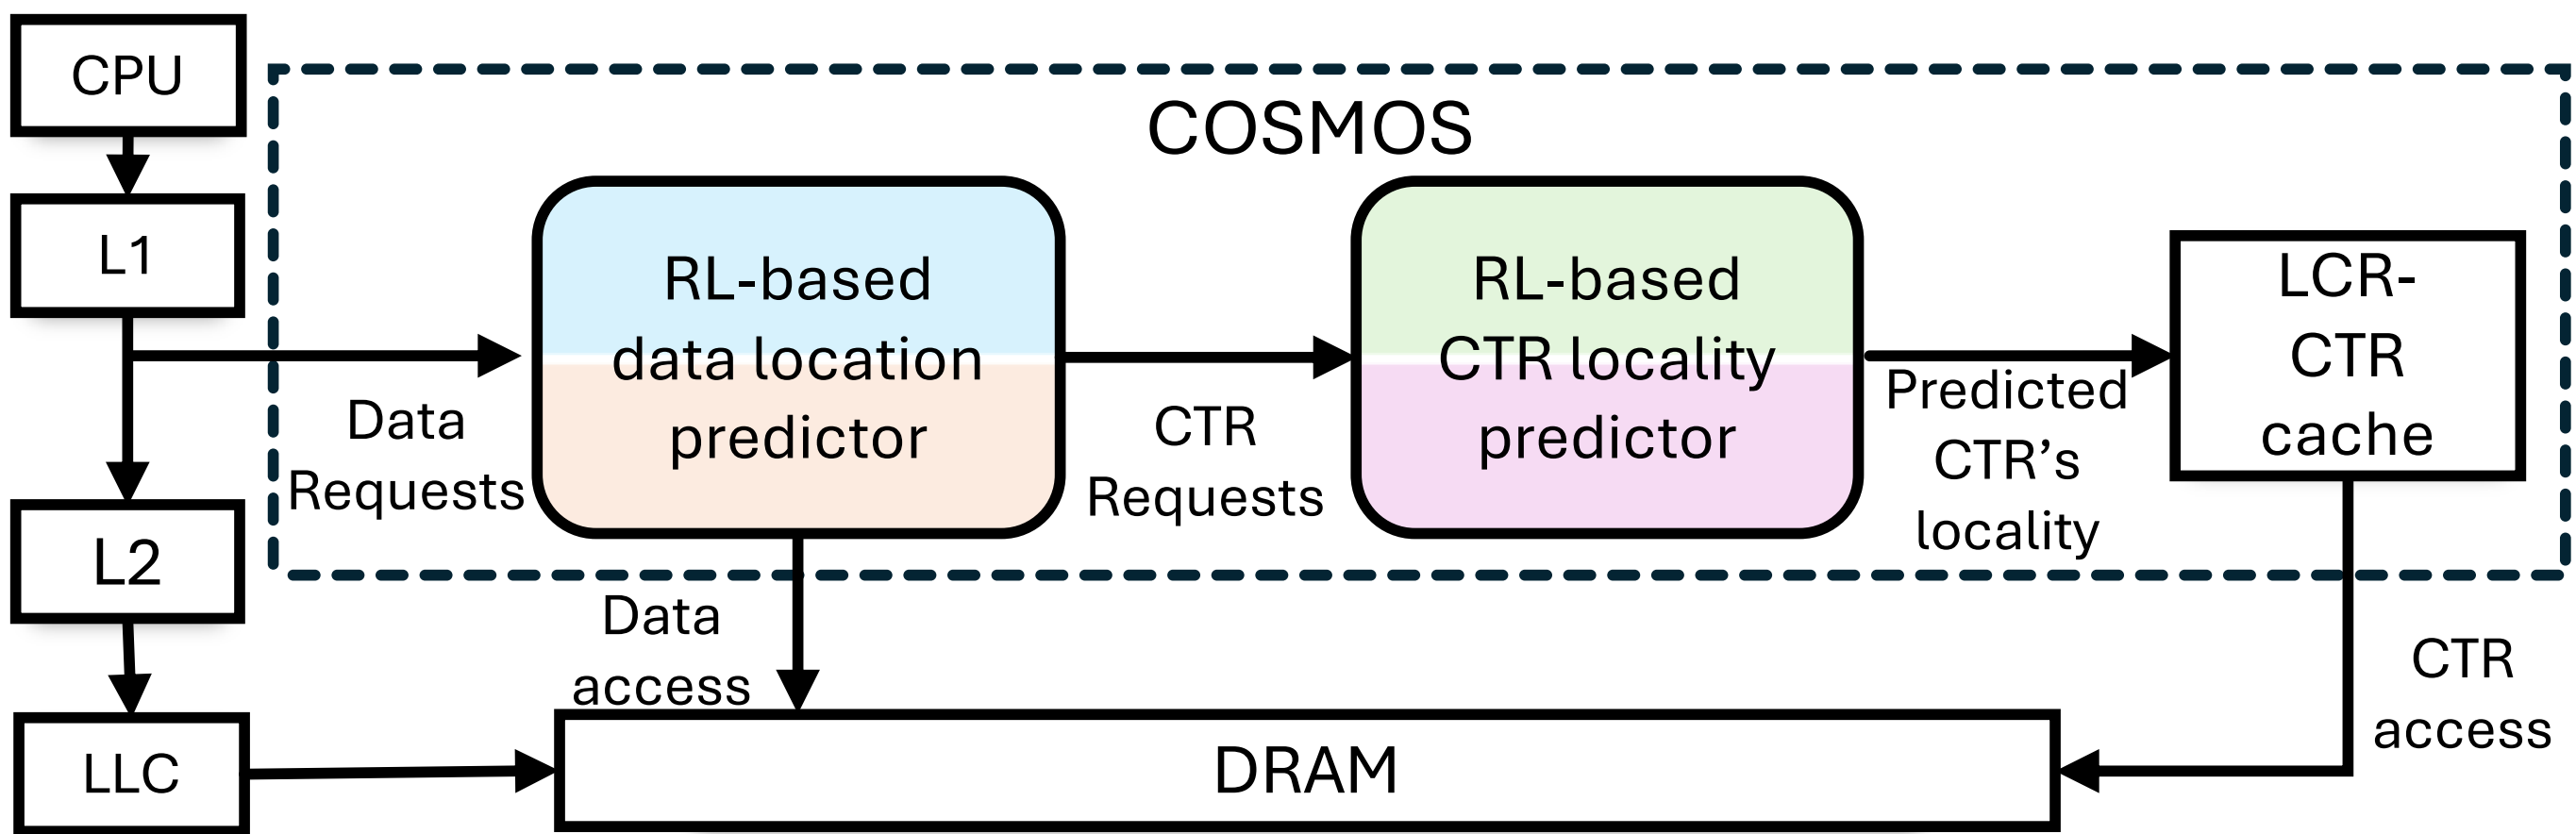 CPU
L1
L2
LLC
COSMOS
Data
Requests
RL-based
data location
predictor
CTR
Requests
RL-based
CTR locality
predictor
Predicted
CTR’s
locality
LCR-
CTR
cache
Data
access
CTR
access
DRAM